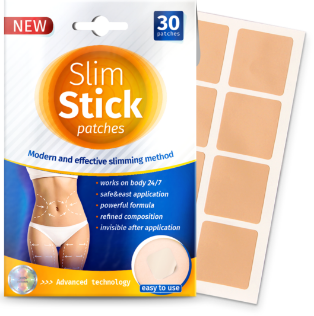 NEW
30
patches
Slim
Stick
patches
Modern and effective slimming method
• works on body 24/7
• safe&east application
• powerful formula
• refined composition
• invisible after application
easy to use
>>> Advanced technology